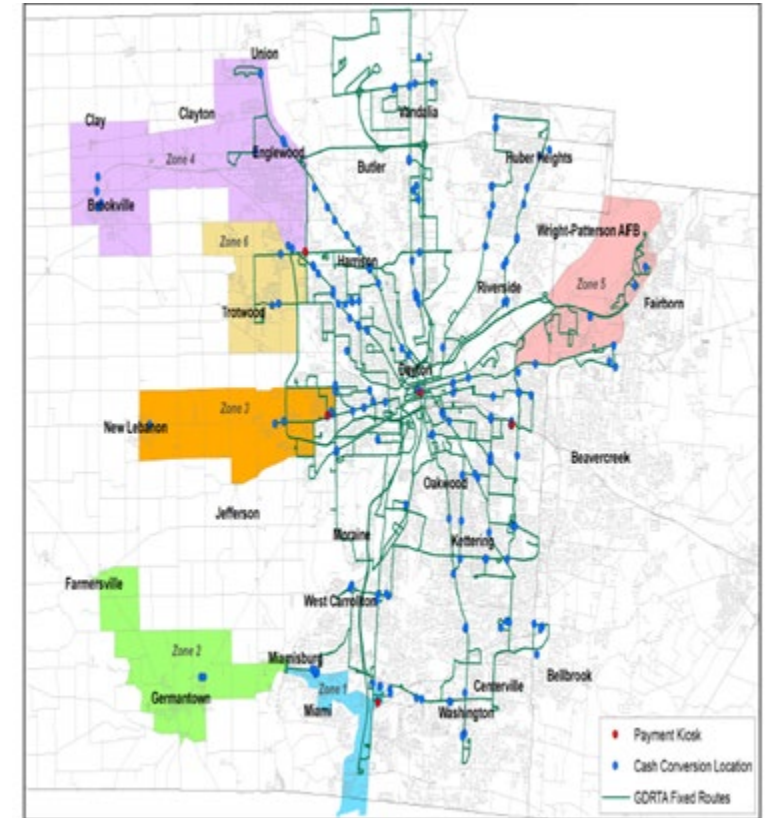 Union
Clay
Clayton
Vandalia
Zone 4
Englewood
Butler
Huber Heights
Brookville
Wright-Patterson AFB
Zone 6
Harrison
Riverside
Zone 5
Fairborn
Trotwood
Dayton
Zone 3
New Lebanon
Beavercreek
Oakwood
Jefferson
Moraine
Kettering
Farmersville
West Carrollton
Zone 2
Miamisburg
Bellbrook
Germantown
Zone 1
Centerville
Miami
Washington
Payment Kiosk
Cash Conversion Location
GDRTA Fixed Routes